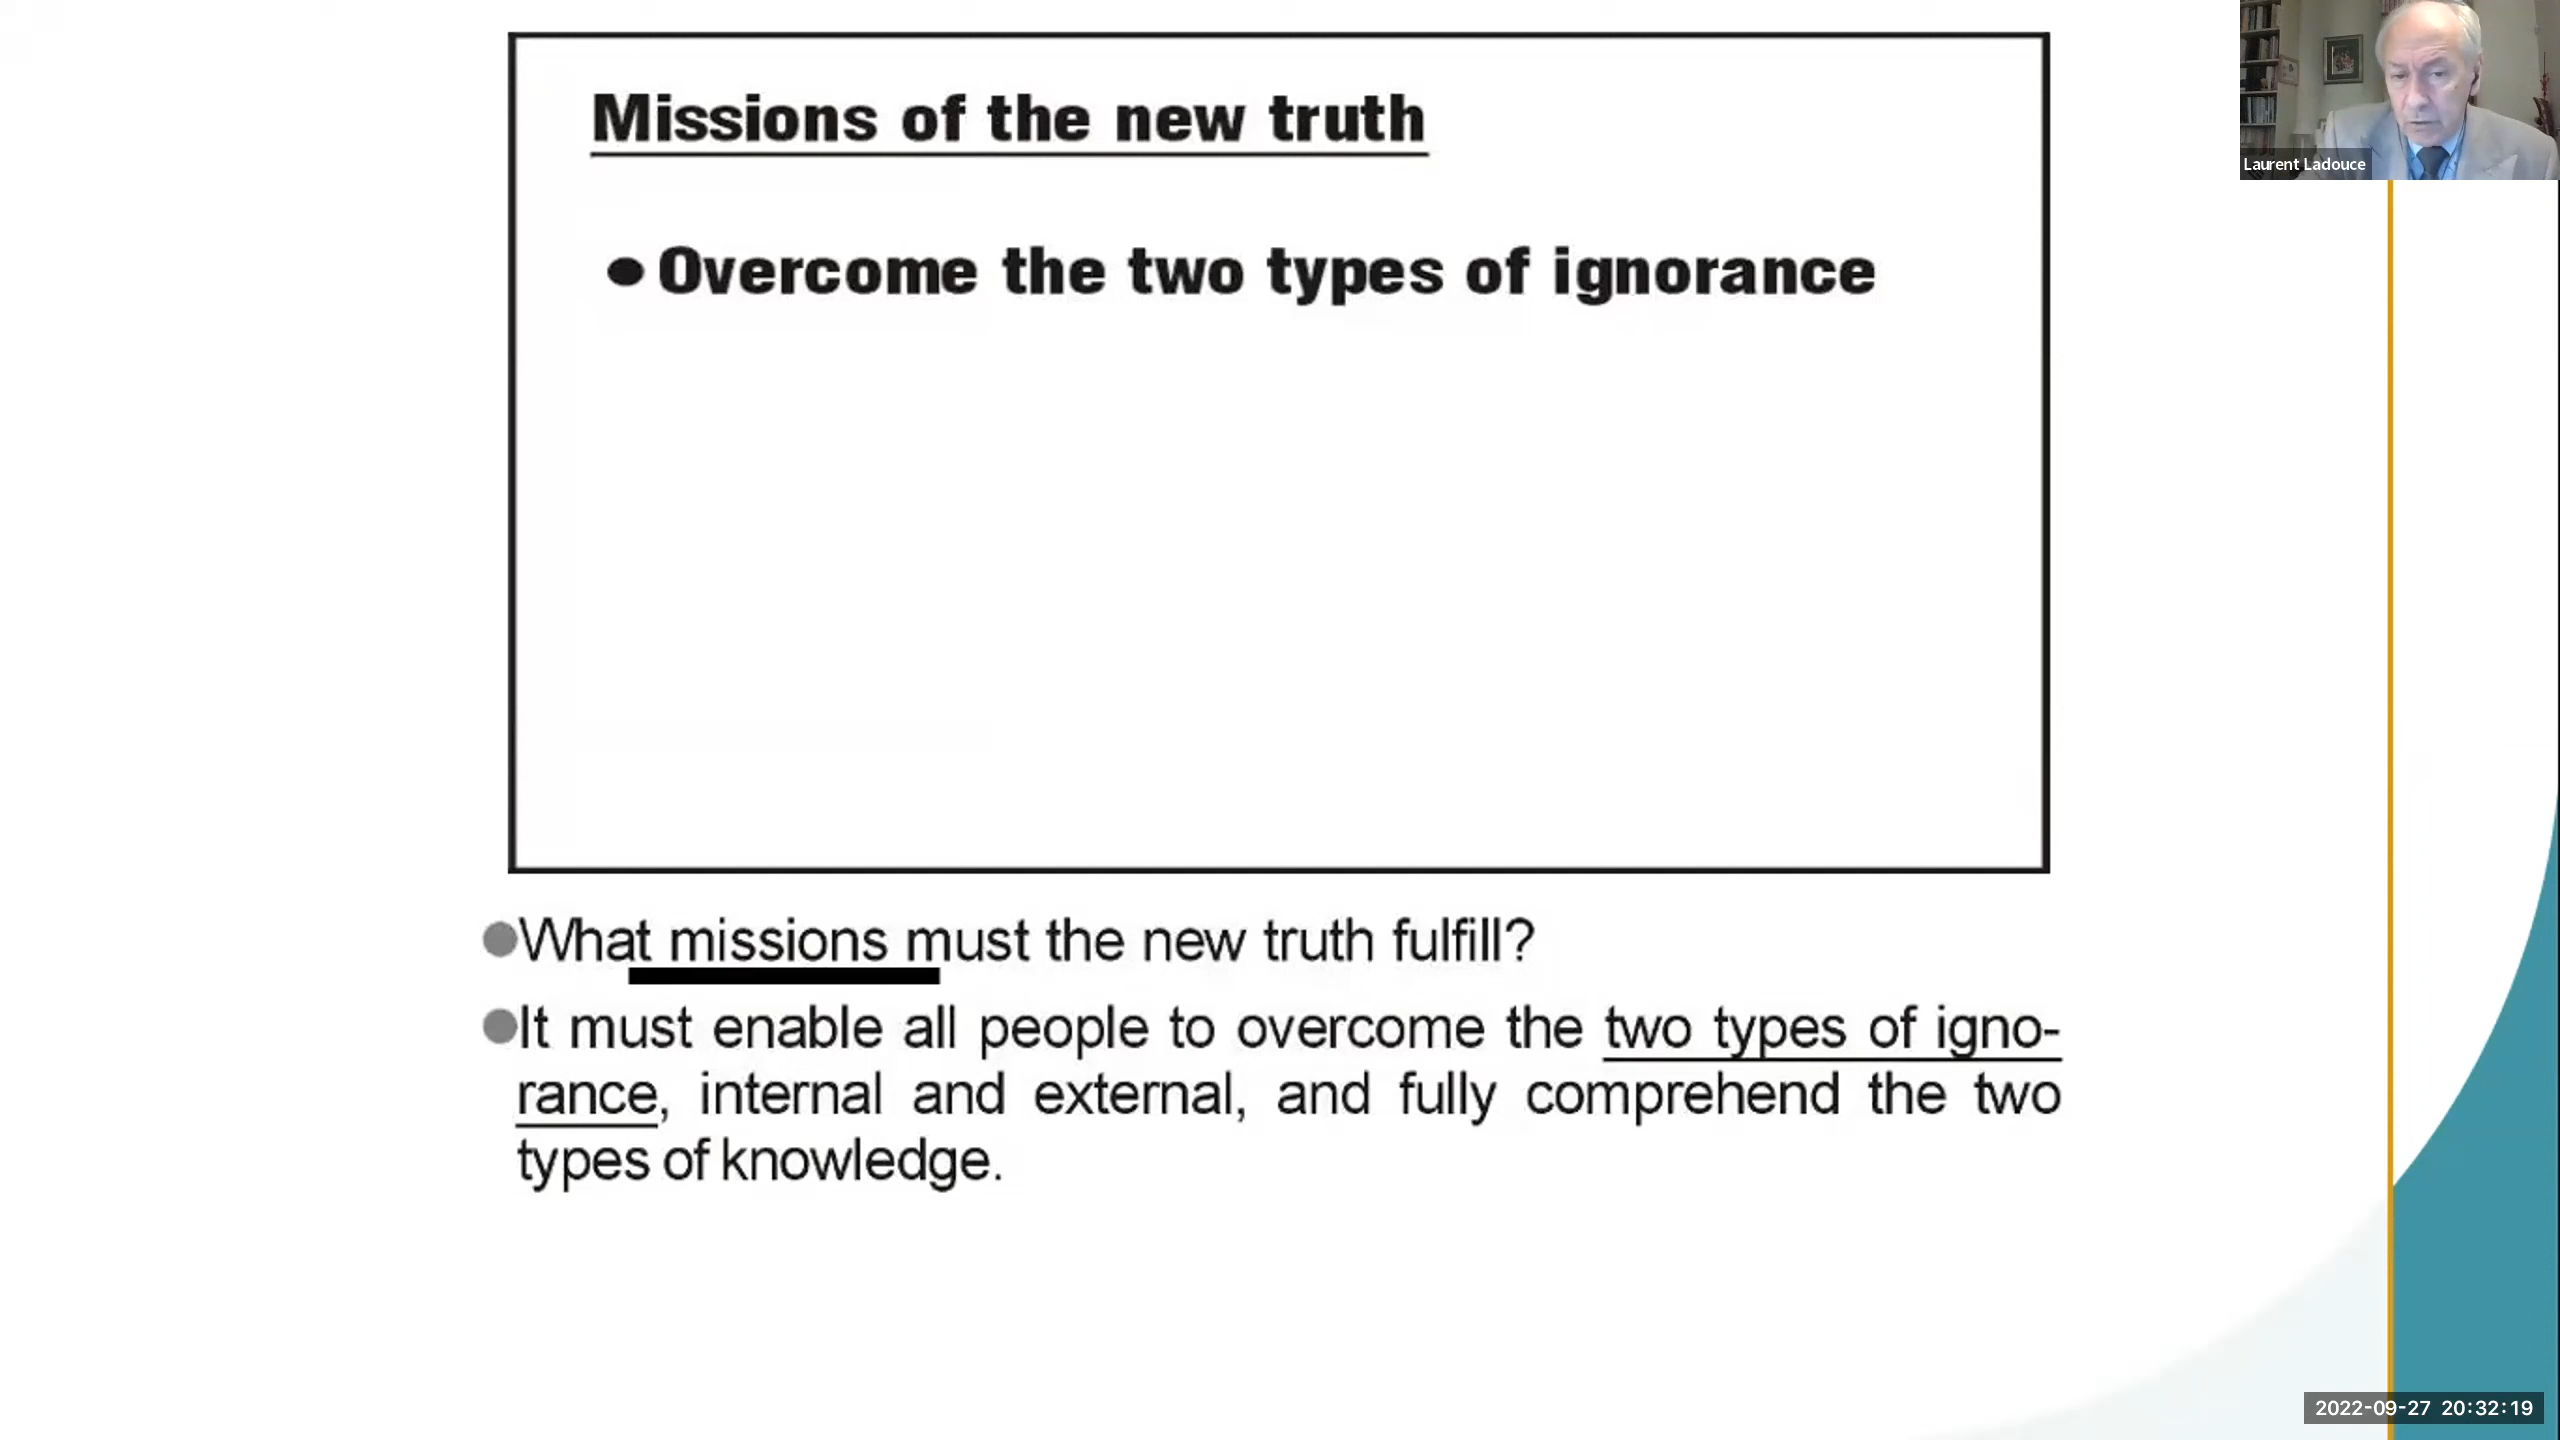 Missions of the new truth
Laurent Ladouce
● Overcome the two types of ignorance
●What missions must the new truth fulfill?
●It must enable all people to overcome the two types of igno-
rance, internal and external, and fully comprehend the two
types of knowledge.
2022-09-27 20:32:19